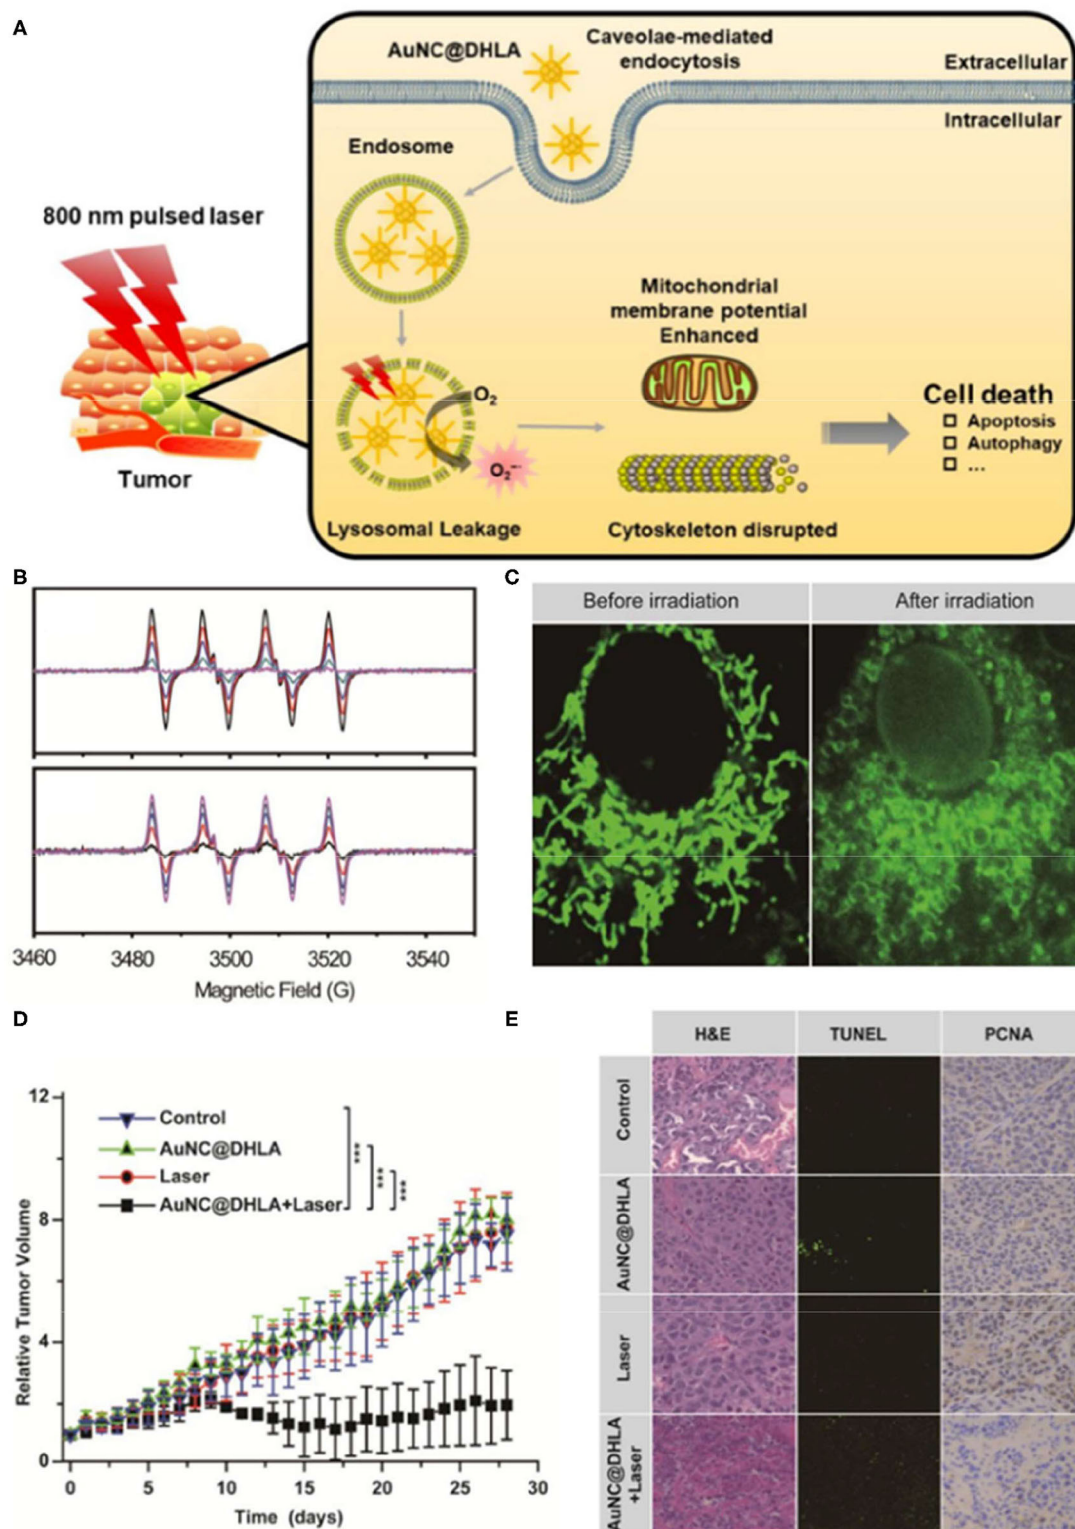 A
AuNC@DHLA
Caveolae-mediated
endocytosis
Extracellular
Intracellular
Endosome
800 nm pulsed laser
Mitochondrial
membrane potential
Enhanced
O₂
O₂⁻·
Cell death
Apoptosis
Autophagy
...
Tumor
Lysosomal Leakage
Cytoskeleton disrupted
B
3460
3480
3500
3520
3540
Magnetic Field (G)
C
Before irradiation
After irradiation
D
12
8
4
0
Relative Tumor Volume
Control
AuNC@DHLA
Laser
AuNC@DHLA+Laser
***
***
***
0
5
10
15
20
25
30
Time (days)
E
H&E
TUNEL
PCNA
Control
AuNC@DHLA
Laser
AuNC@DHLA
+Laser